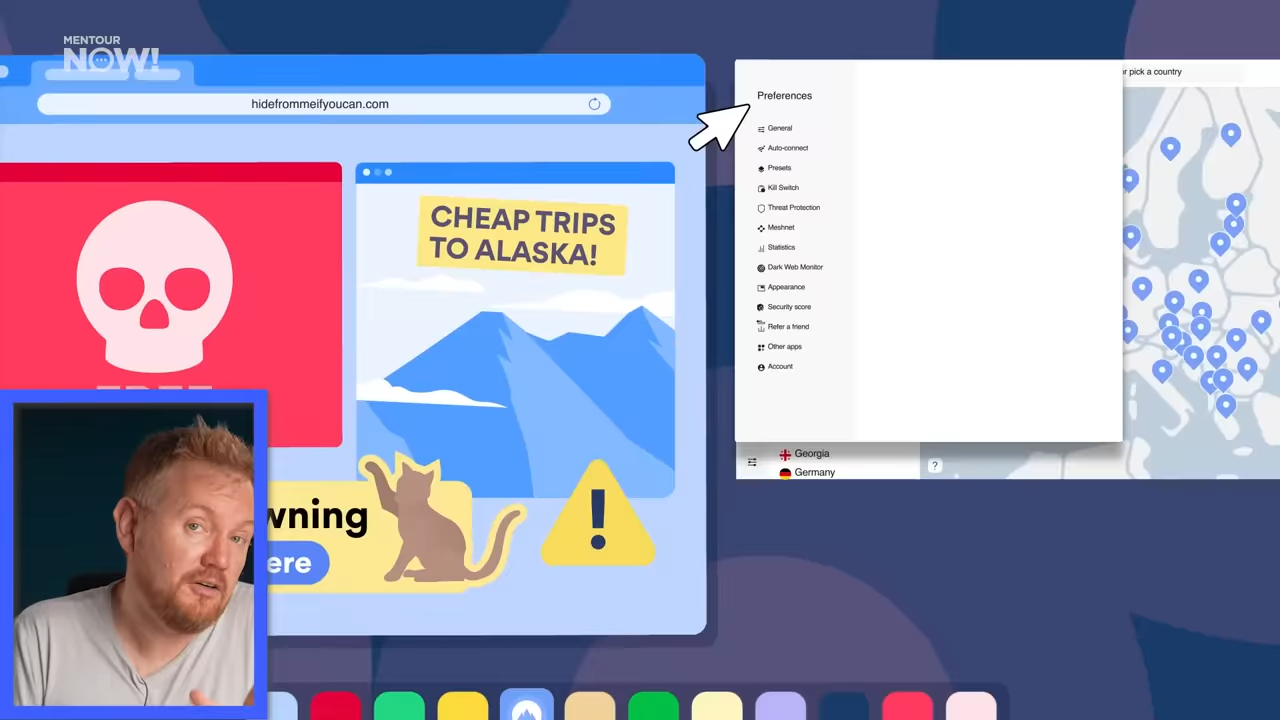 MENTOUR
NOW!
hidefrommeifyoucan.com
CHEAP TRIPS
TO ALASKA!
wning
ere
Preferences
General
Auto-connect
Presets
Kill Switch
Threat Protection
Meshnet
Statistics
Dark Web Monitor
Appearance
Security score
Refer a friend
Other apps
Account
r pick a country
Georgia
Germany
?
!